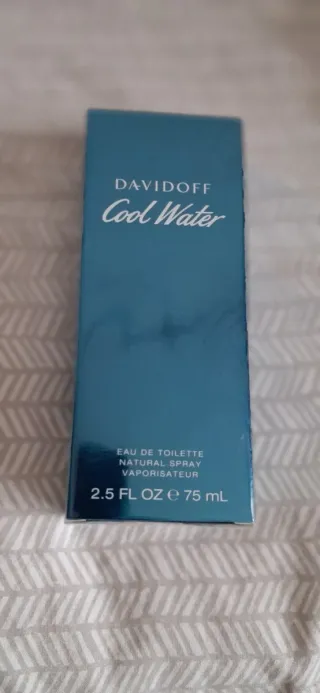 DAVIDOFF
Cool Water
EAU DE TOILETTE
NATURAL SPRAY
VAPORISATEUR
2.5 FL OZ ℮ 75 mL